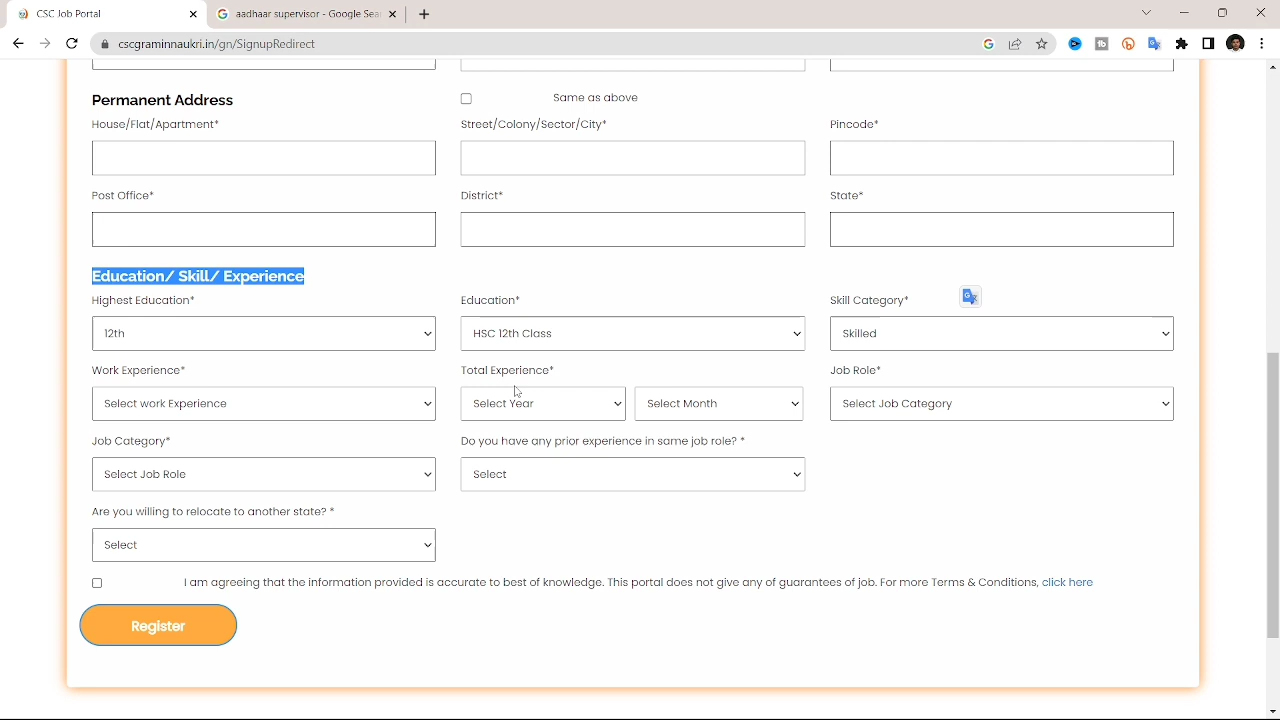 CSC Job Portal
aadhaar supervisor - Google Sea
cscgraminnaukri.in/gn/SignupRedirect
Permanent Address
Same as above
House/Flat/Apartment*
Street/Colony/Sector/City*
Pincode*
Post Office*
District*
State*
Education/ Skill/ Experience
Highest Education*
Education*
Skill Category*
12th
HSC 12th Class
Skilled
Work Experience*
Total Experience*
Job Role*
Select work Experience
Select Year
Select Month
Select Job Category
Job Category*
Do you have any prior experience in same job role? *
Select Job Role
Select
Are you willing to relocate to another state? *
Select
I am agreeing that the information provided is accurate to best of knowledge. This portal does not give any of guarantees of job. For more Terms & Conditions, click here
Register